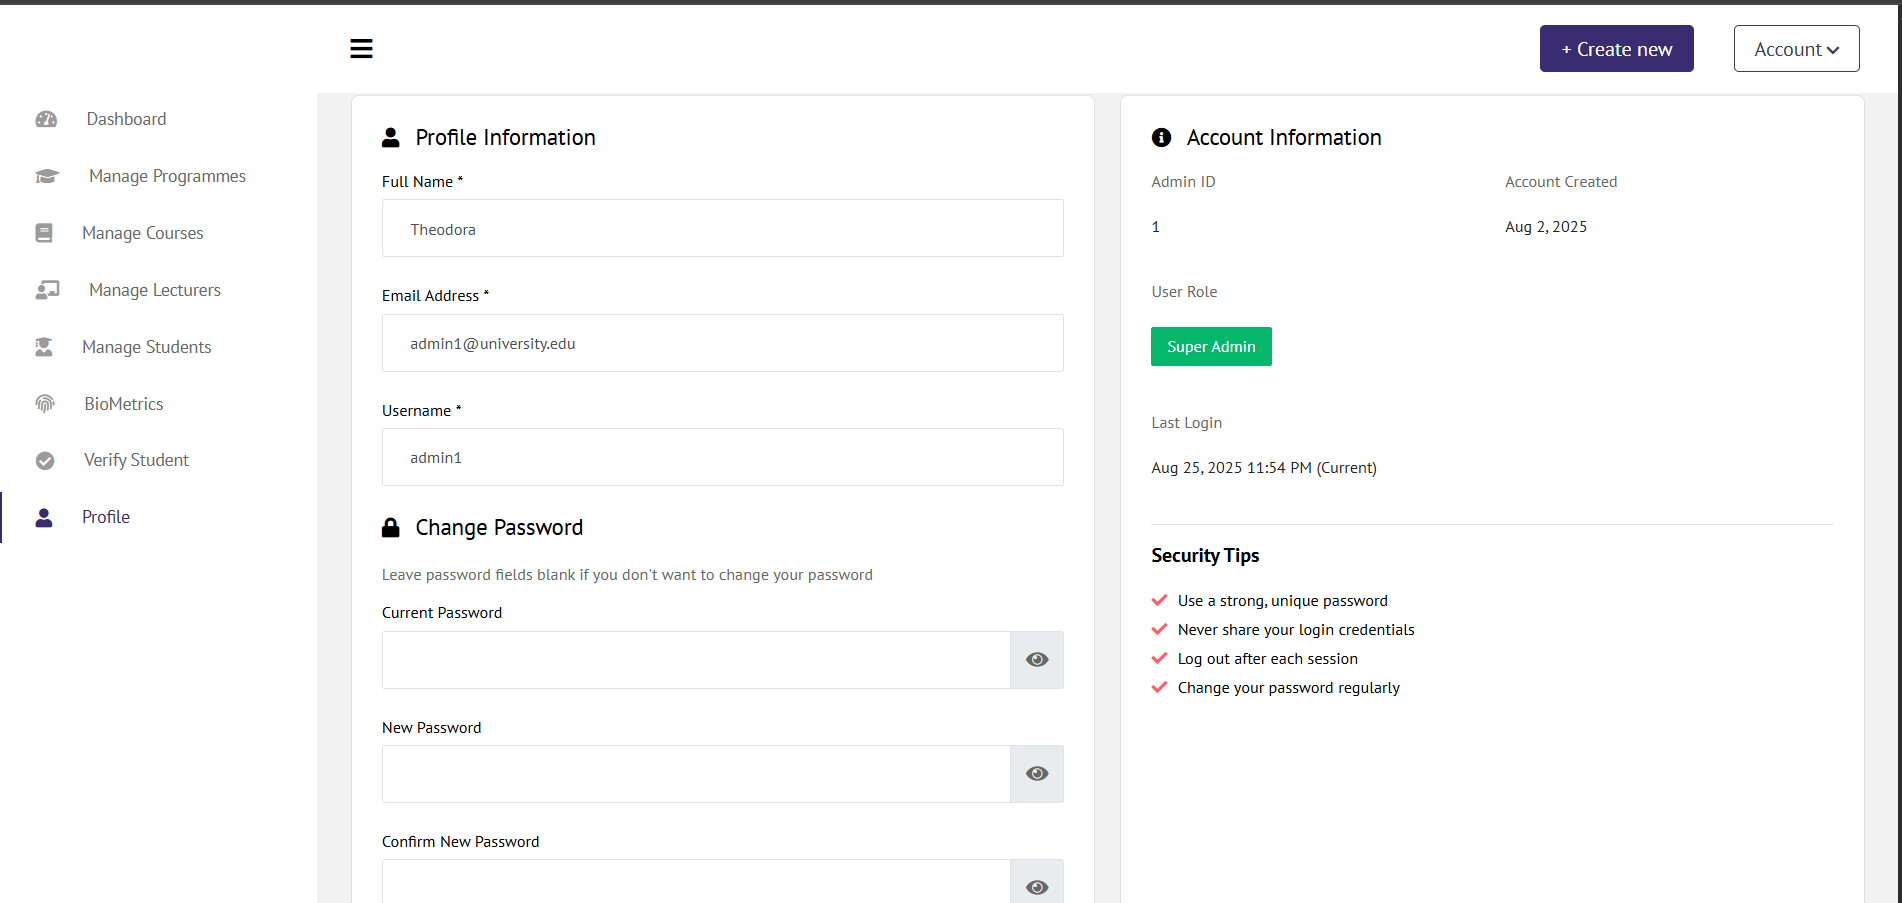 + Create new
Account
Dashboard
Manage Programmes
Manage Courses
Manage Lecturers
Manage Students
BioMetrics
Verify Student
Profile
Profile Information
Full Name *
Theodora
Email Address *
admin1@university.edu
Username *
admin1
Change Password
Leave password fields blank if you don't want to change your password
Current Password
New Password
Confirm New Password
Account Information
Admin ID
1
Account Created
Aug 2, 2025
User Role
Super Admin
Last Login
Aug 25, 2025 11:54 PM (Current)
Security Tips
Use a strong, unique password
Never share your login credentials
Log out after each session
Change your password regularly